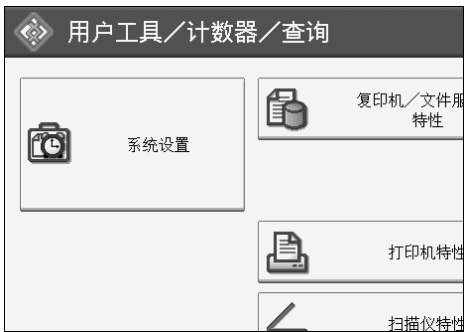 用户工具／计数器／查询
系统设置
复印机／文件服
特性
打印机特性
扫描仪特性